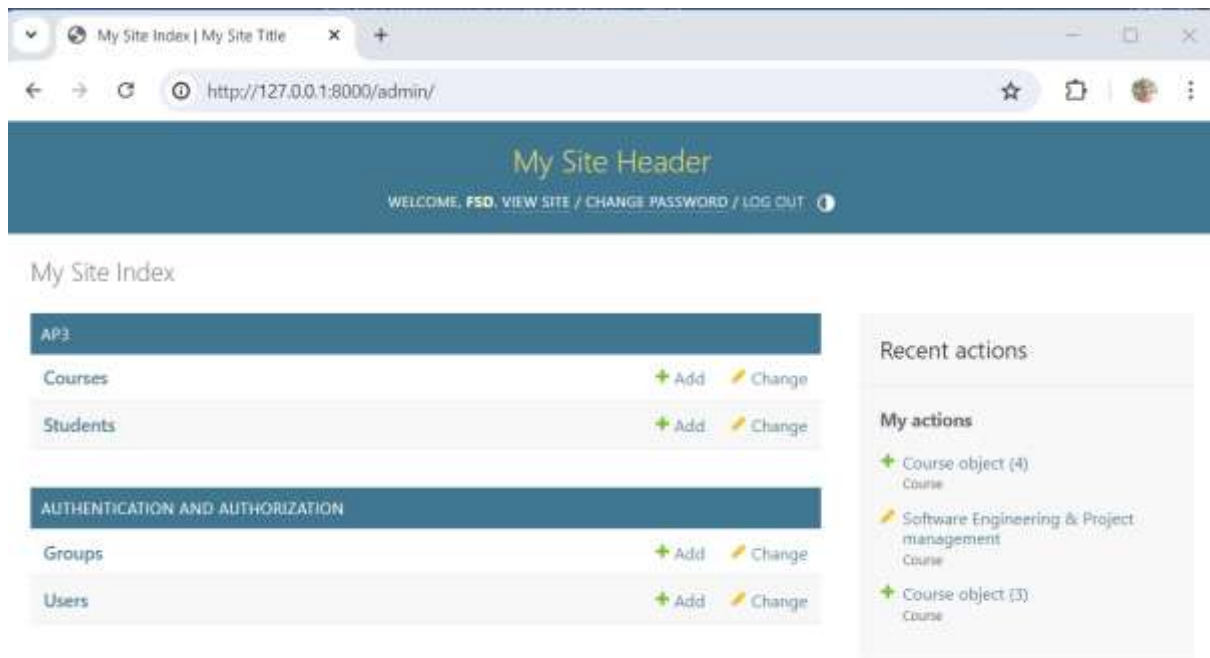 My Site Index | My Site Title
http://127.0.0.1:8000/admin/
My Site Header
WELCOME, FSD. VIEW SITE / CHANGE PASSWORD / LOG OUT
My Site Index
AP3
Courses Add Change
Students Add Change
AUTHENTICATION AND AUTHORIZATION
Groups Add Change
Users Add Change
Recent actions
My actions
Course object (4)
Course
Software Engineering & Project
management
Course
Course object (3)
Course